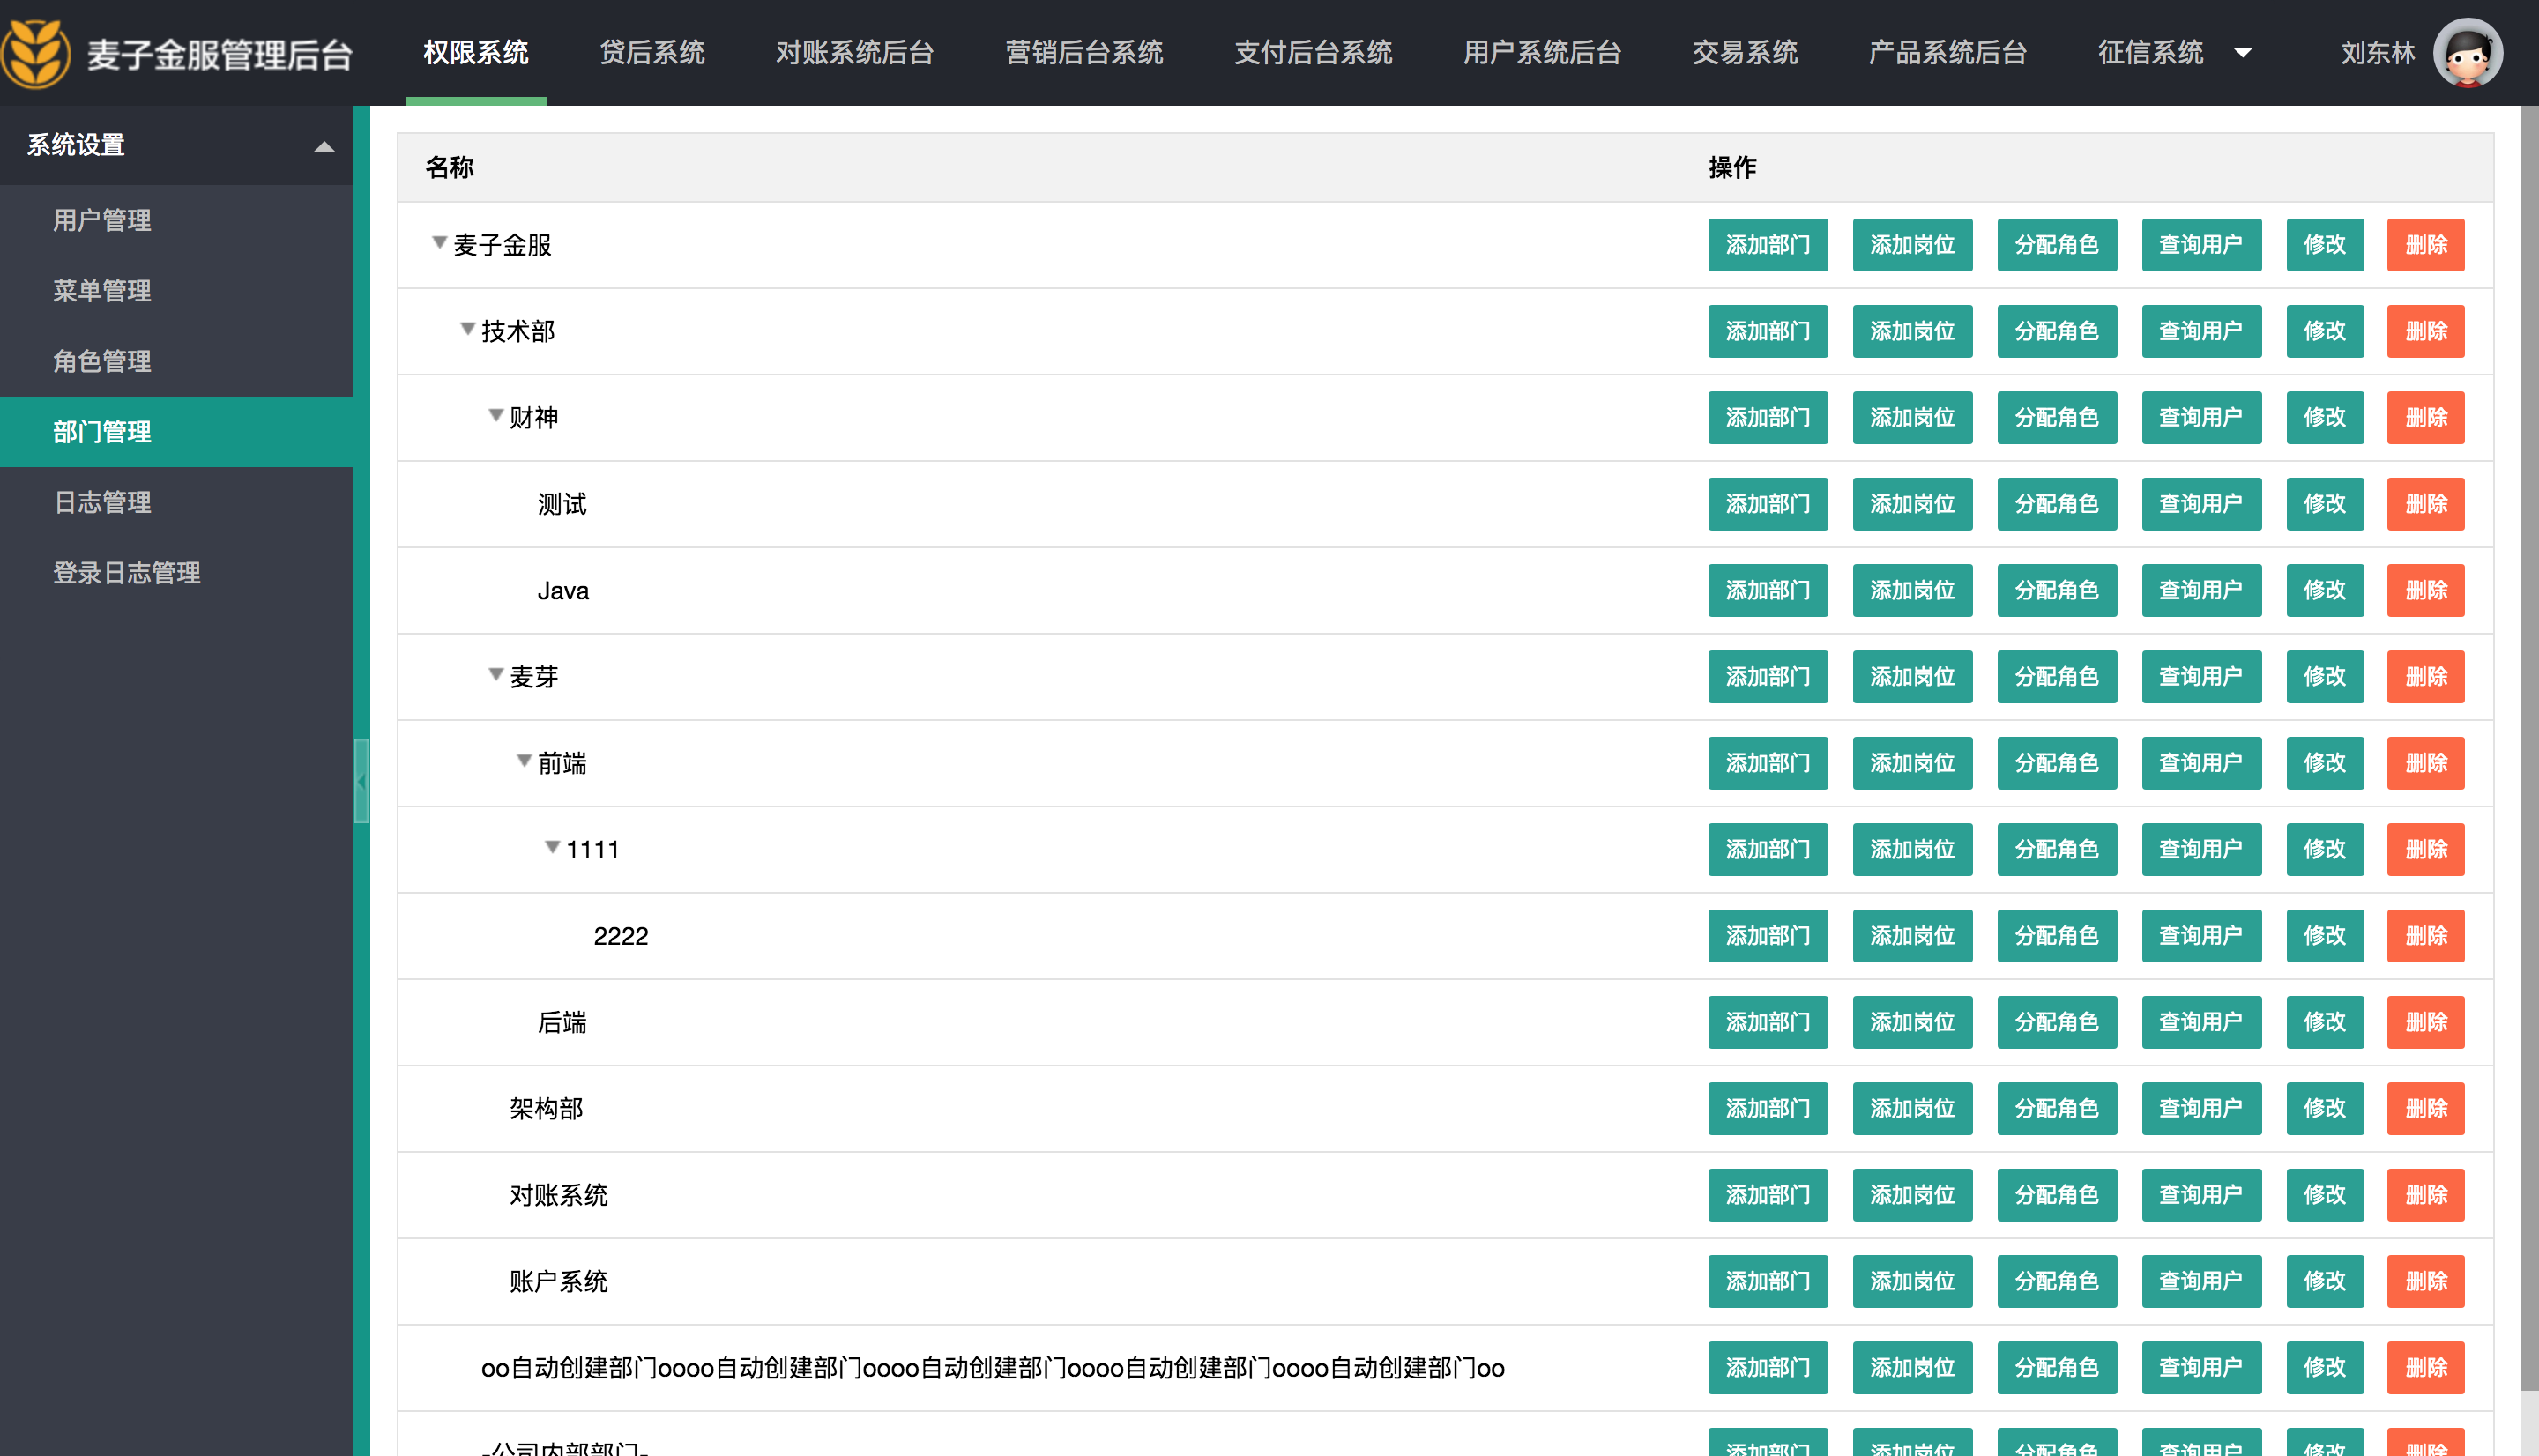 麦子金服管理后台 权限系统 贷后系统 对账系统后台 营销后台系统 支付后台系统 用户系统后台 交易系统 产品系统后台 征信系统 刘东林
系统设置
用户管理
菜单管理
角色管理
部门管理
日志管理
登录日志管理
名称 操作
麦子金服 添加部门 添加岗位 分配角色 查询用户 修改 删除
技术部 添加部门 添加岗位 分配角色 查询用户 修改 删除
财神 添加部门 添加岗位 分配角色 查询用户 修改 删除
测试 添加部门 添加岗位 分配角色 查询用户 修改 删除
Java 添加部门 添加岗位 分配角色 查询用户 修改 删除
麦芽 添加部门 添加岗位 分配角色 查询用户 修改 删除
前端 添加部门 添加岗位 分配角色 查询用户 修改 删除
1111 添加部门 添加岗位 分配角色 查询用户 修改 删除
2222 添加部门 添加岗位 分配角色 查询用户 修改 删除
后端 添加部门 添加岗位 分配角色 查询用户 修改 删除
架构部 添加部门 添加岗位 分配角色 查询用户 修改 删除
对账系统 添加部门 添加岗位 分配角色 查询用户 修改 删除
账户系统 添加部门 添加岗位 分配角色 查询用户 修改 删除
oo自动创建部门oooo自动创建部门oooo自动创建部门oooo自动创建部门oooo自动创建部门oo 添加部门 添加岗位 分配角色 查询用户 修改 删除
-公司内部部门- 添加部门 添加岗位 分配角色 查询用户 修改 删除